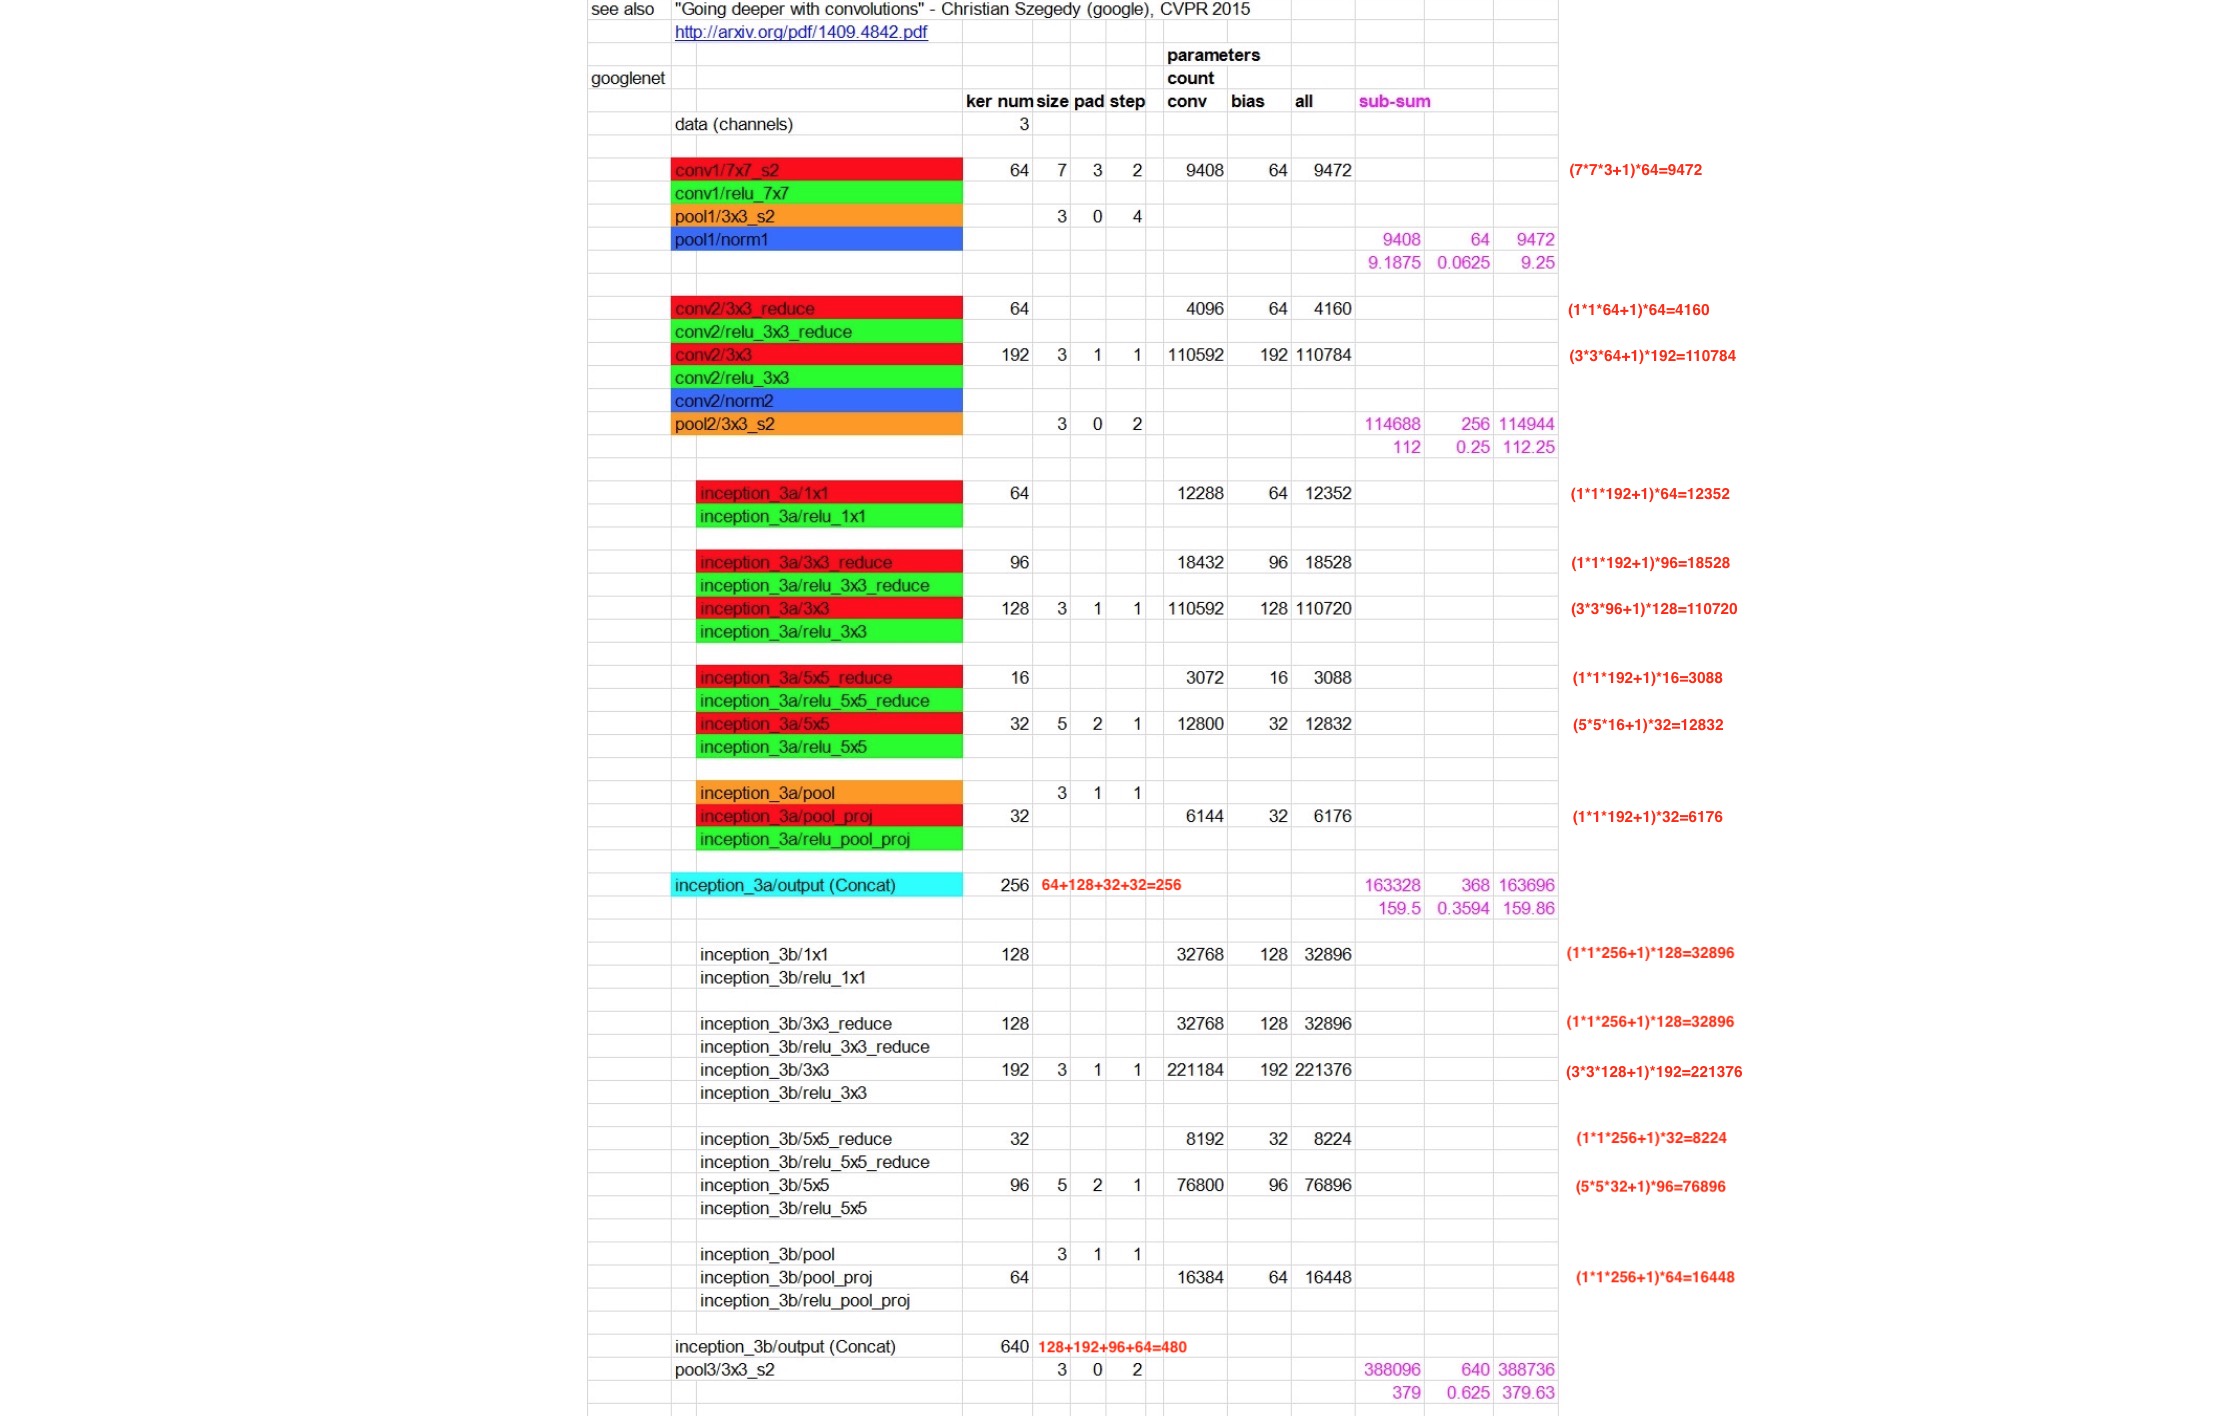 see also "Going deeper with convolutions" - Christian Szegedy (google), CVPR 2015
http://arxiv.org/pdf/1409.4842.pdf
parameters
googlenet count
ker num size pad step conv bias all sub-sum
data (channels) 3
conv1/7x7_s2 64 7 3 2 9408 64 9472 (7*7*3+1)*64=9472
conv1/relu_7x7
pool1/3x3_s2 3 0 4
pool1/norm1 9408 64 9472
9.1875 0.0625 9.25
conv2/3x3_reduce 64 4096 64 4160 (1*1*64+1)*64=4160
conv2/relu_3x3_reduce
conv2/3x3 192 3 1 1 110592 192 110784 (3*3*64+1)*192=110784
conv2/relu_3x3
conv2/norm2
pool2/3x3_s2 3 0 2 114688 256 114944
112 0.25 112.25
inception_3a/1x1 64 12288 64 12352 (1*1*192+1)*64=12352
inception_3a/relu_1x1
inception_3a/3x3_reduce 96 18432 96 18528 (1*1*192+1)*96=18528
inception_3a/relu_3x3_reduce
inception_3a/3x3 128 3 1 1 110592 128 110720 (3*3*96+1)*128=110720
inception_3a/relu_3x3
inception_3a/5x5_reduce 16 3072 16 3088 (1*1*192+1)*16=3088
inception_3a/relu_5x5_reduce
inception_3a/5x5 32 5 2 1 12800 32 12832 (5*5*16+1)*32=12832
inception_3a/relu_5x5
inception_3a/pool 3 1 1
inception_3a/pool_proj 32 6144 32 6176 (1*1*192+1)*32=6176
inception_3a/relu_pool_proj
inception_3a/output (Concat) 256 64+128+32+32=256 163328 368 163696
159.5 0.3594 159.86
inception_3b/1x1 128 32768 128 32896 (1*1*256+1)*128=32896
inception_3b/relu_1x1
inception_3b/3x3_reduce 128 32768 128 32896 (1*1*256+1)*128=32896
inception_3b/relu_3x3_reduce
inception_3b/3x3 192 3 1 1 221184 192 221376 (3*3*128+1)*192=221376
inception_3b/relu_3x3
inception_3b/5x5_reduce 32 8192 32 8224 (1*1*256+1)*32=8224
inception_3b/relu_5x5_reduce
inception_3b/5x5 96 5 2 1 76800 96 76896 (5*5*32+1)*96=76896
inception_3b/relu_5x5
inception_3b/pool 3 1 1
inception_3b/pool_proj 64 16384 64 16448 (1*1*256+1)*64=16448
inception_3b/relu_pool_proj
inception_3b/output (Concat) 640 128+192+96+64=480
pool3/3x3_s2 3 0 2 388096 640 388736
379 0.625 379.63